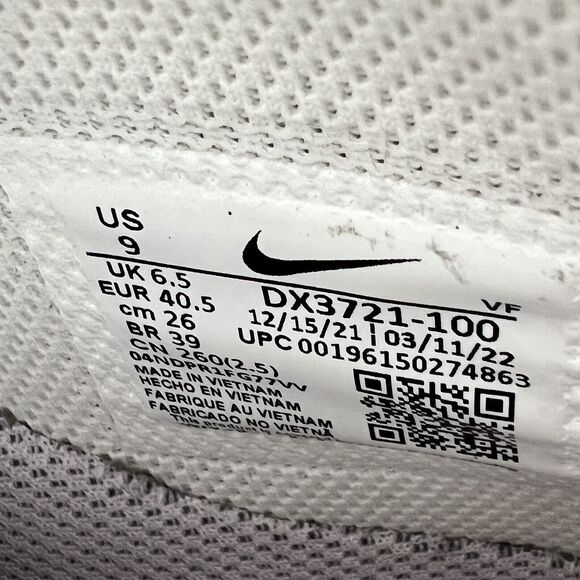 US
9
VF
UK 6.5
EUR 40.5
cm 26
BR 39
CN 260(2.5)
DX3721-100
12/15/21 | 03/11/22
UPC 00196150274863
04NDPR1FG77VV
MADE IN VIETNAM
HECHO EN VIETNAM
FABRIQUE AU VIETNAM
FABRICADO NO VIETNA
This